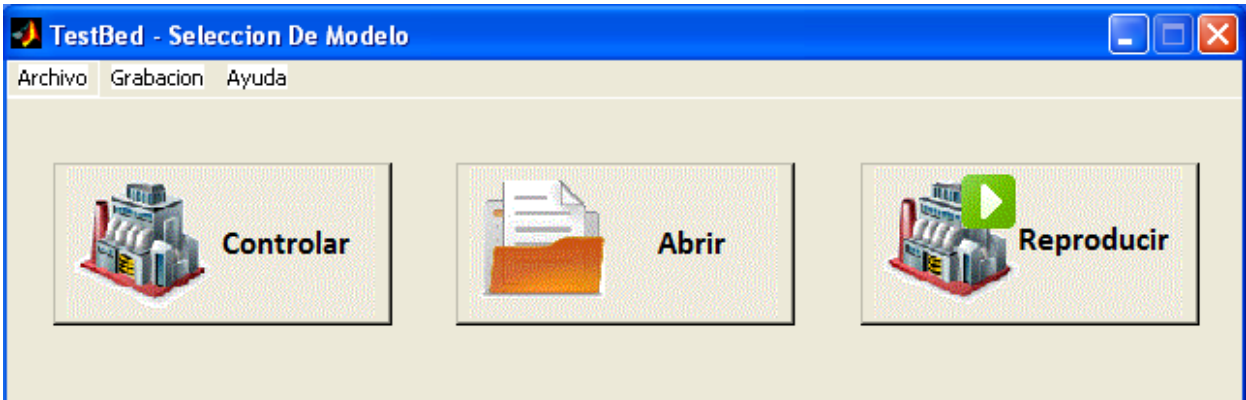 TestBed - Seleccion De Modelo
Archivo Grabacion Ayuda
Controlar Abrir Reproducir